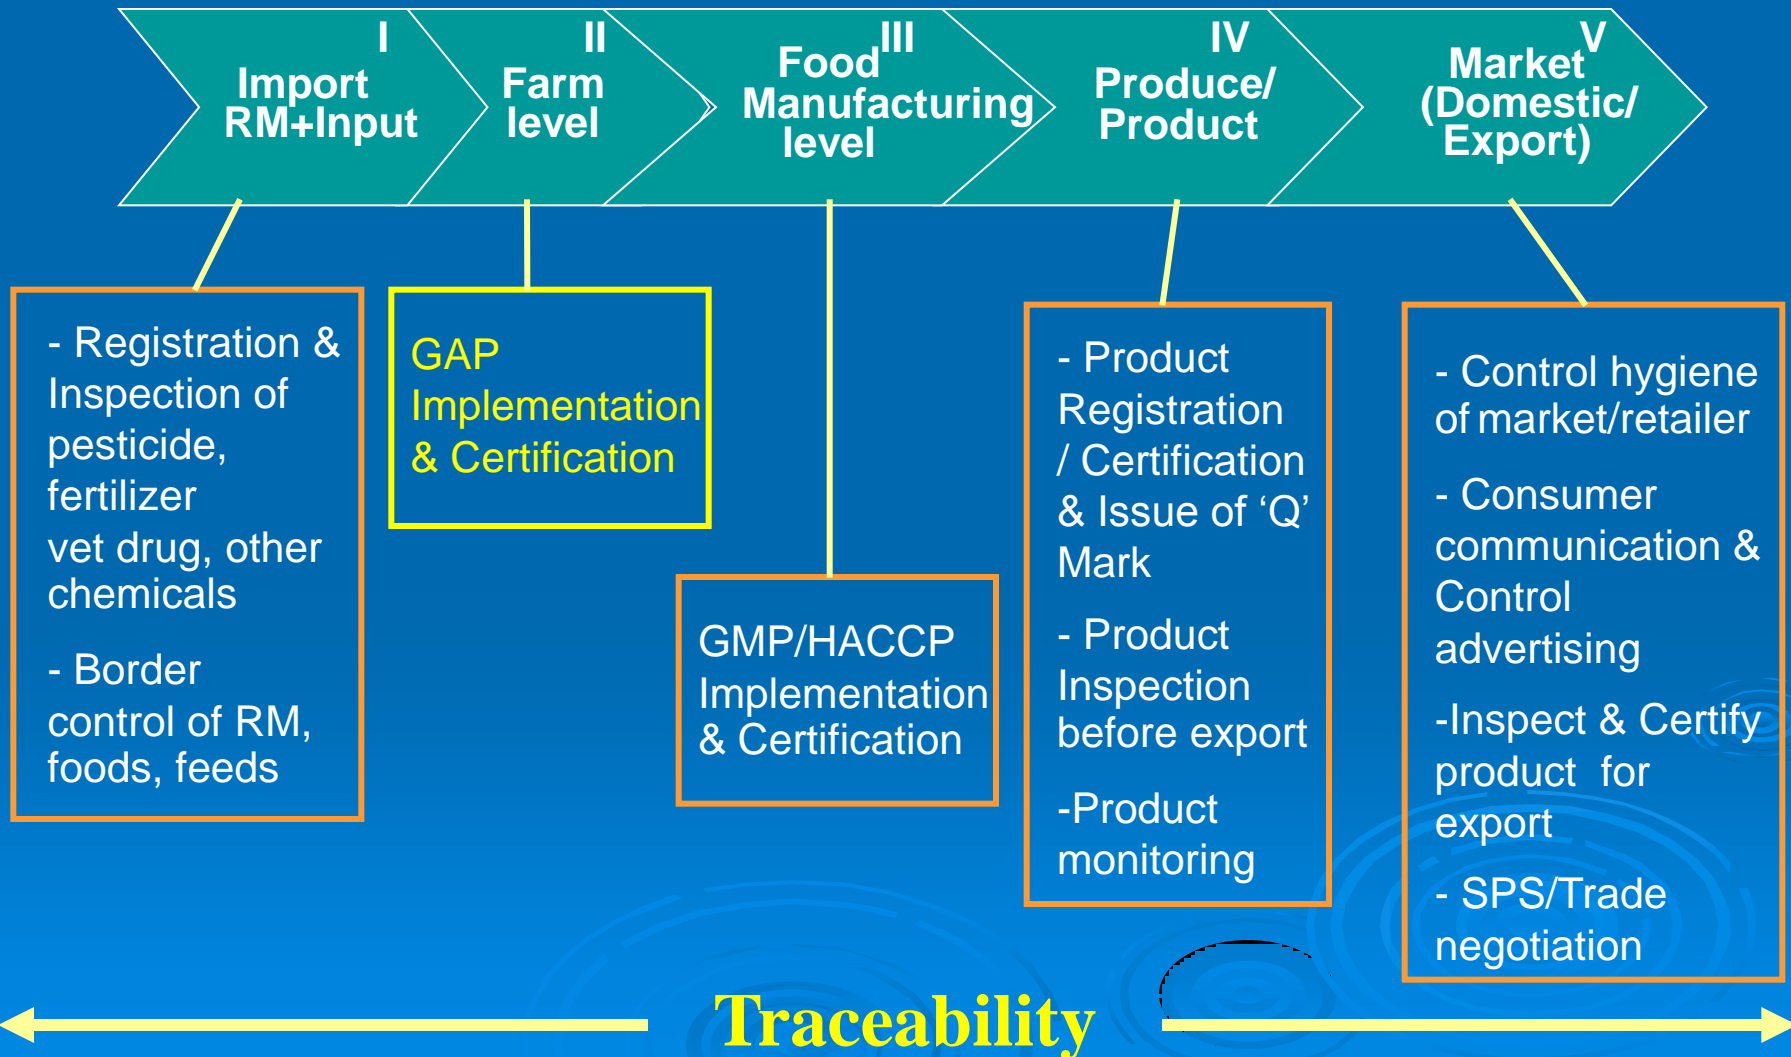 I
Import
RM+Input
II
Farm
level
III
Food
Manufacturing
level
IV
Produce/
Product
V
Market
(Domestic/
Export)
- Registration &
Inspection of
pesticide,
fertilizer
vet drug, other
chemicals
- Border
control of RM,
foods, feeds
GAP
Implementation
& Certification
GMP/HACCP
Implementation
& Certification
- Product
Registration
/ Certification
& Issue of ‘Q’
Mark
- Product
Inspection
before export
-Product
monitoring
- Control hygiene
of market/retailer
- Consumer
communication &
Control
advertising
-Inspect & Certify
product for
export
- SPS/Trade
negotiation
Traceability